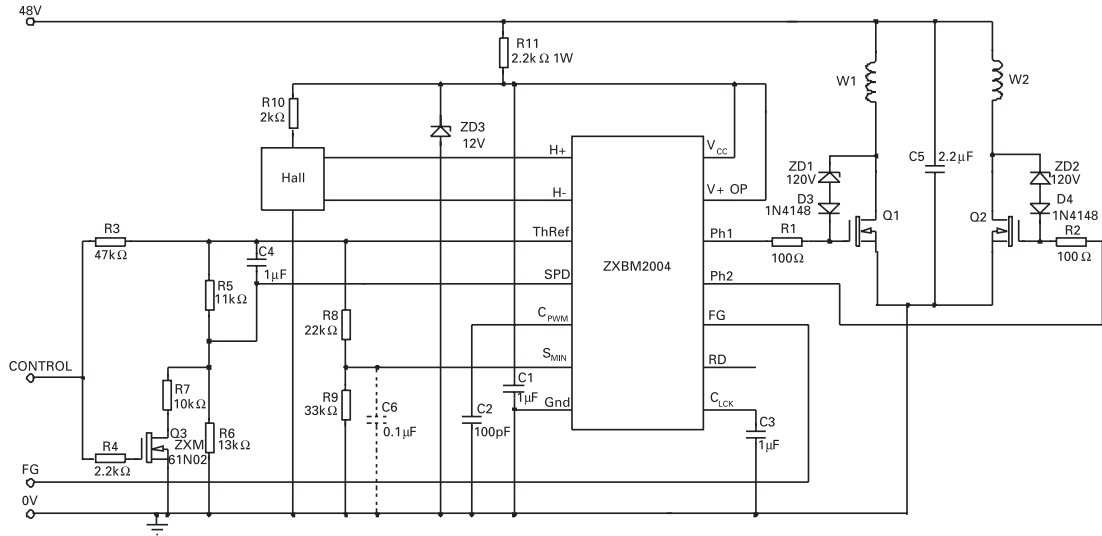 48V
R11
2.2kΩ 1W
W1
W2
R10
2kΩ
ZD3
12V
Hall
H+
H-
ThRef
SPD
C PWM
S MIN
Gnd
ZXBM2004
V CC
V+ OP
Ph1
Ph2
FG
RD
C LCK
ZD1
120V
D3
1N4148
Q1
R1
100Ω
C5
2.2µF
ZD2
120V
D4
1N4148
Q2
R2
100Ω
R3
47kΩ
C4
1µF
R5
11kΩ
R8
22kΩ
CONTROL
R7
10kΩ
R9
33kΩ
C6
0.1µF
C2
100pF
C1
1µF
C3
1µF
Q3
ZXM
61N02
R6
13kΩ
R4
2.2kΩ
FG
0V